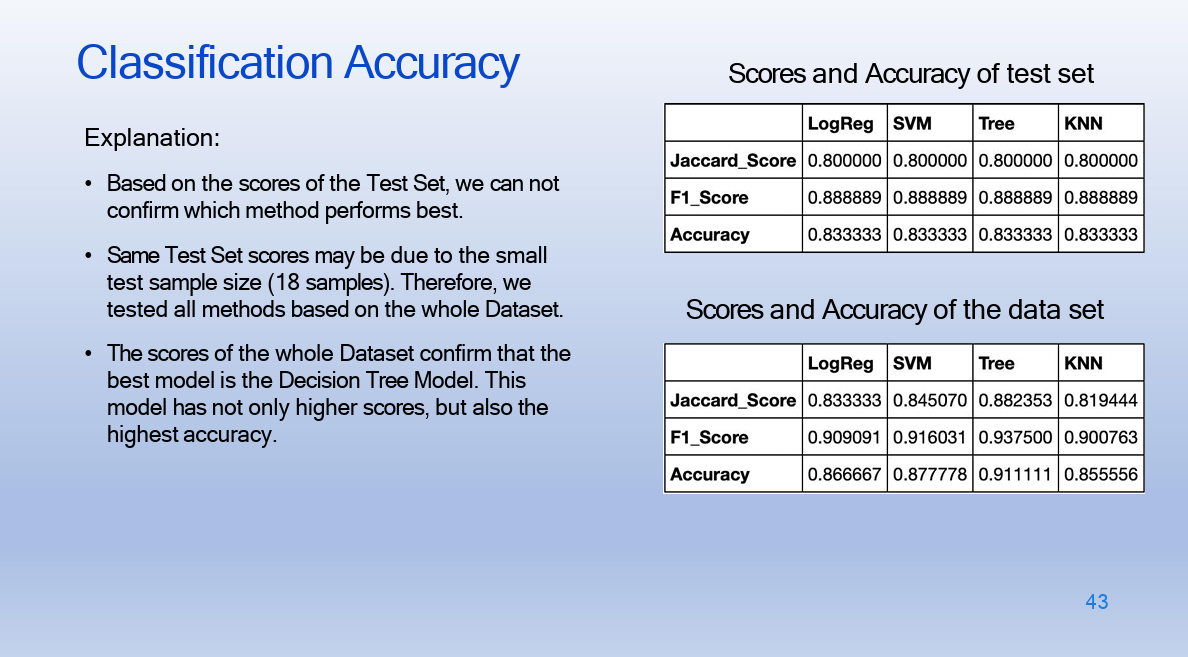 Classification Accuracy
Explanation:
• Based on the scores of the Test Set, we can not
confirm which method performs best.
• Same Test Set scores may be due to the small
test sample size (18 samples). Therefore, we
tested all methods based on the whole Dataset.
• The scores of the whole Dataset confirm that the
best model is the Decision Tree Model. This
model has not only higher scores, but also the
highest accuracy.
Scores and Accuracy of test set
LogReg SVM Tree KNN
Jaccard_Score 0.800000 0.800000 0.800000 0.800000
F1_Score 0.888889 0.888889 0.888889 0.888889
Accuracy 0.833333 0.833333 0.833333 0.833333
Scores and Accuracy of the data set
LogReg SVM Tree KNN
Jaccard_Score 0.833333 0.845070 0.882353 0.819444
F1_Score 0.909091 0.916031 0.937500 0.900763
Accuracy 0.866667 0.877778 0.911111 0.855556
43